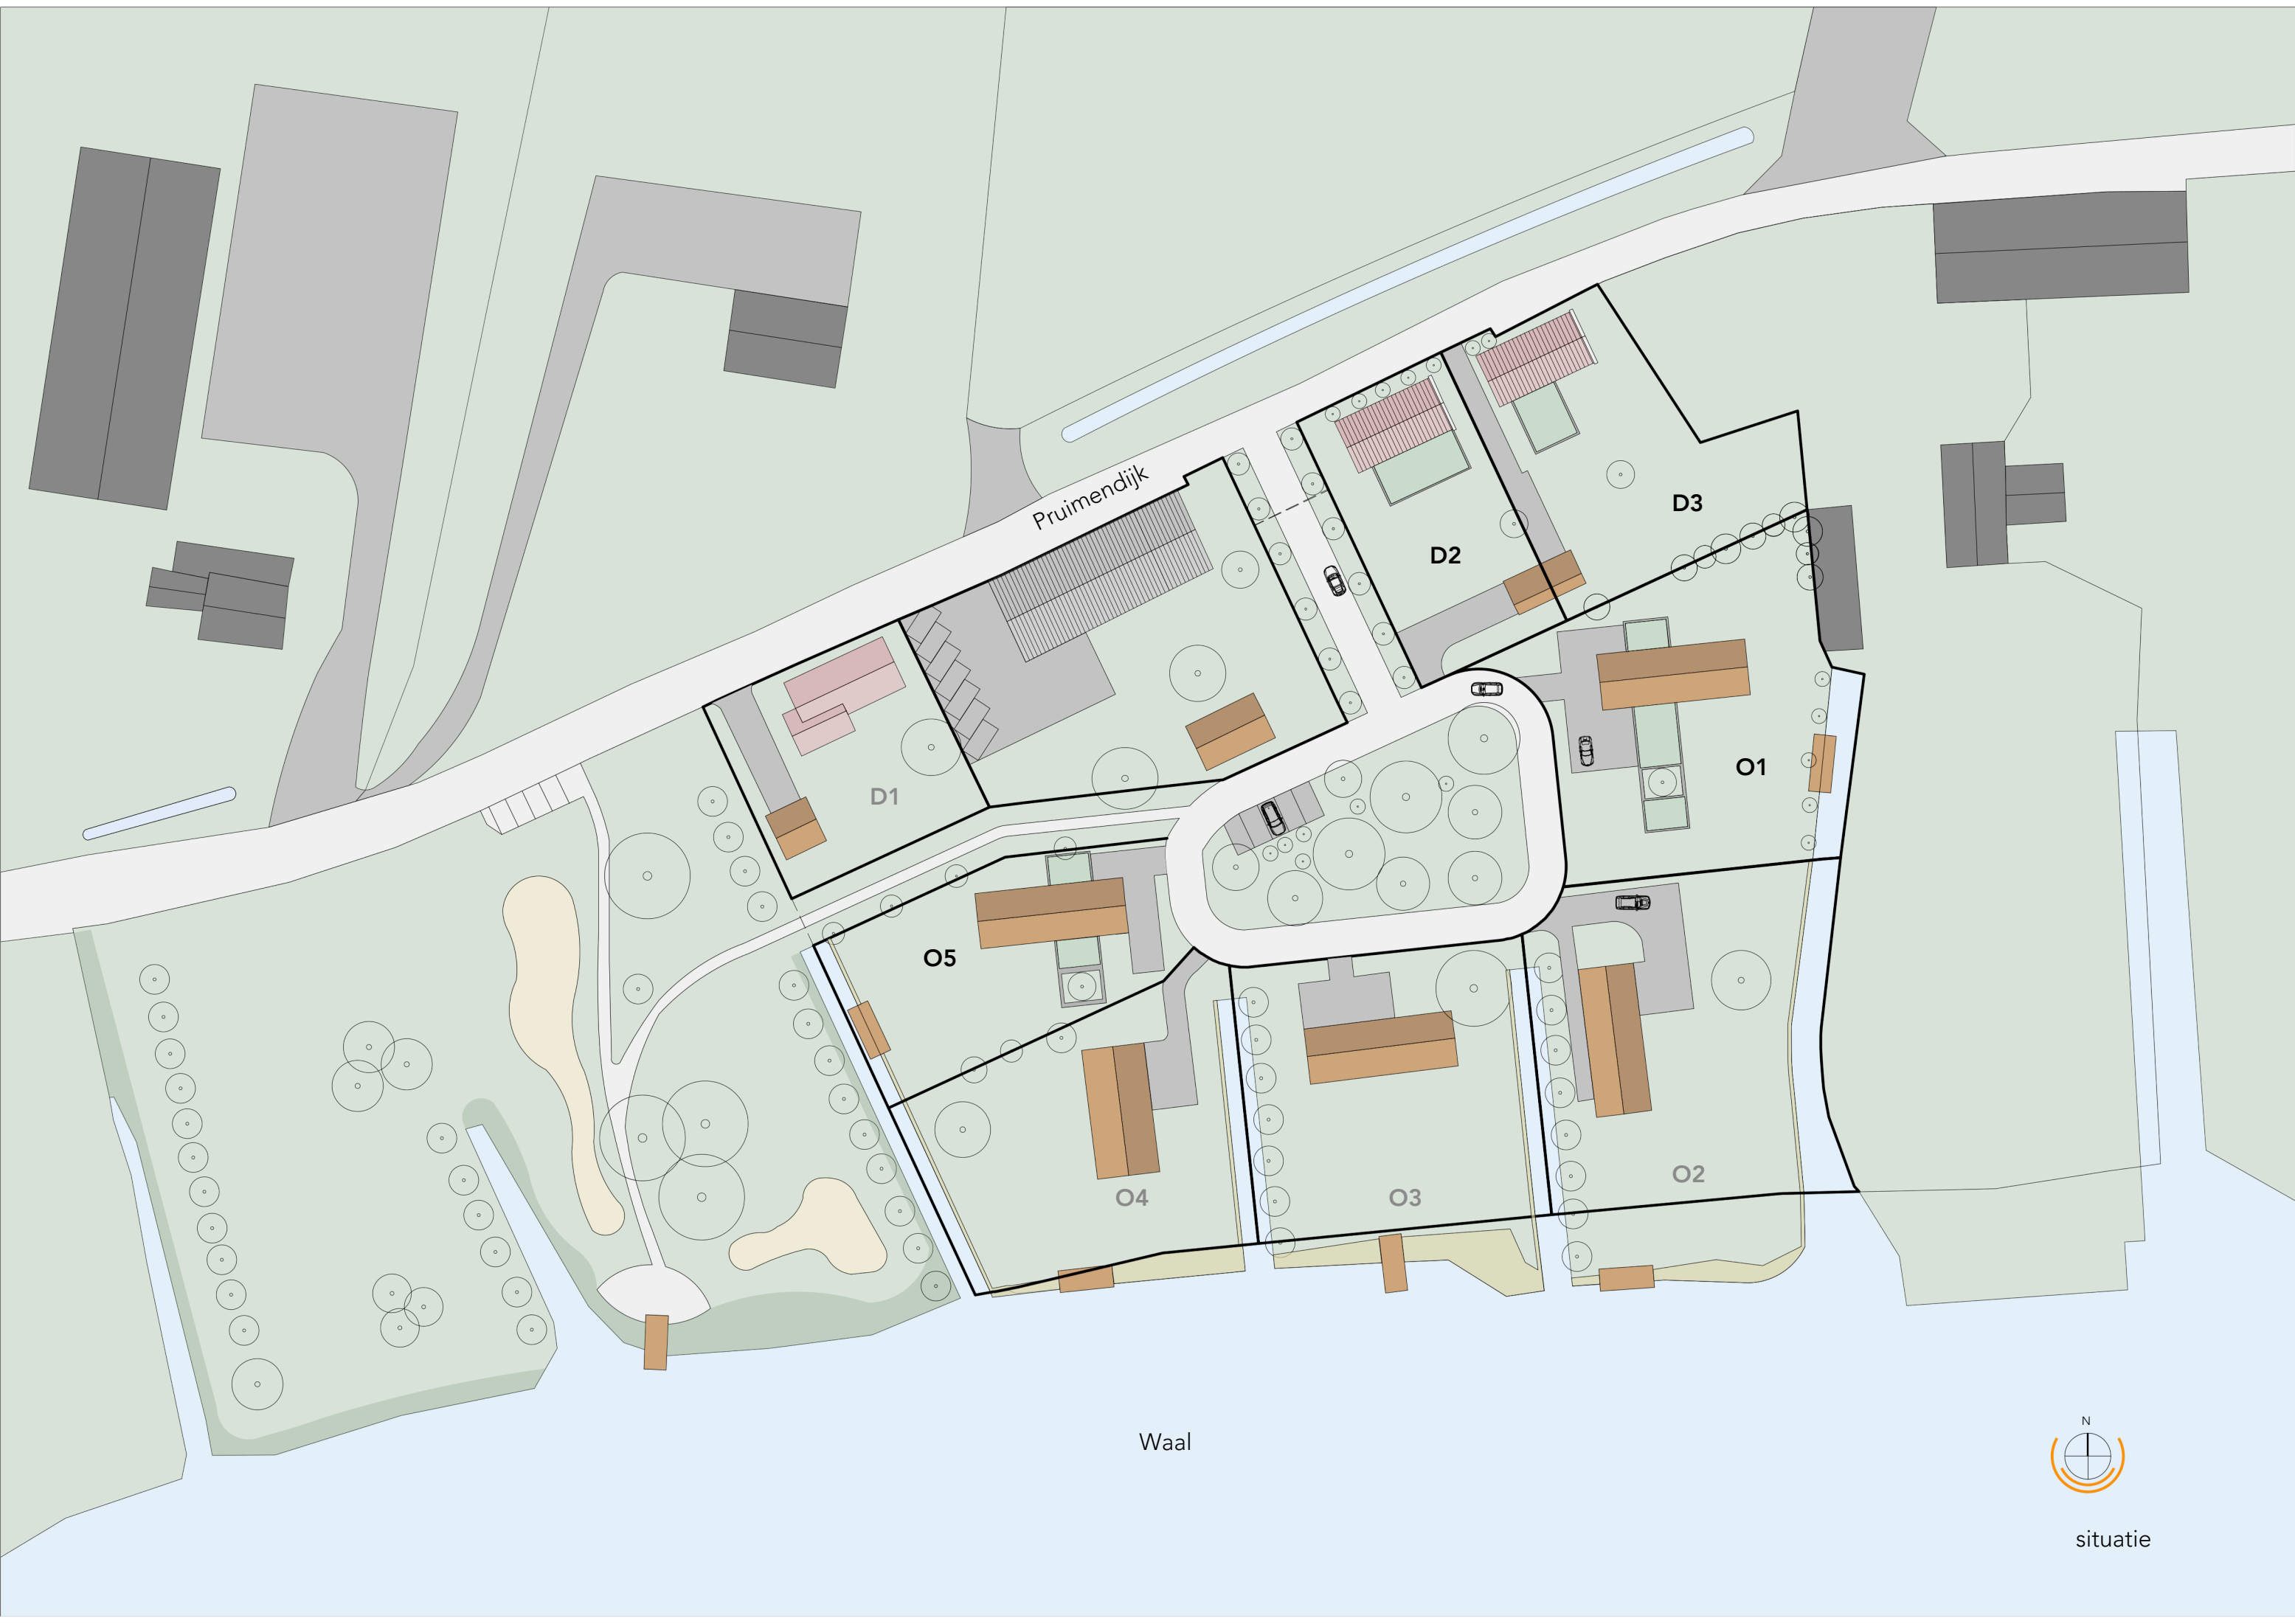 Pruimendijk
D3
D2
O1
D1
O5
O2
O4
O3
Waal
N
situatie